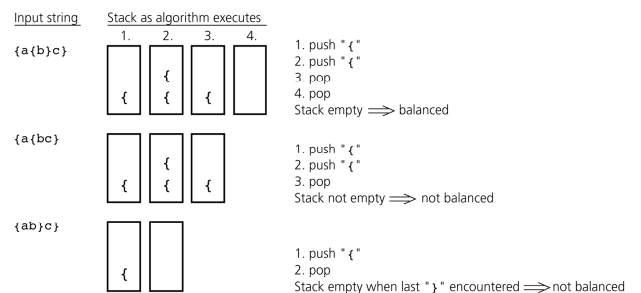 Input string Stack as algorithm executes
1. 2. 3. 4.
{a{b}c}
{
{ { {
1. push "{"
2. push "{"
3. pop
4. pop
Stack empty ⟹ balanced
{a{bc}
{
{ { {
1. push "{"
2. push "{"
3. pop
Stack not empty ⟹ not balanced
{ab}c}
{
1. push "{"
2. pop
Stack empty when last "}" encountered ⟹ not balanced